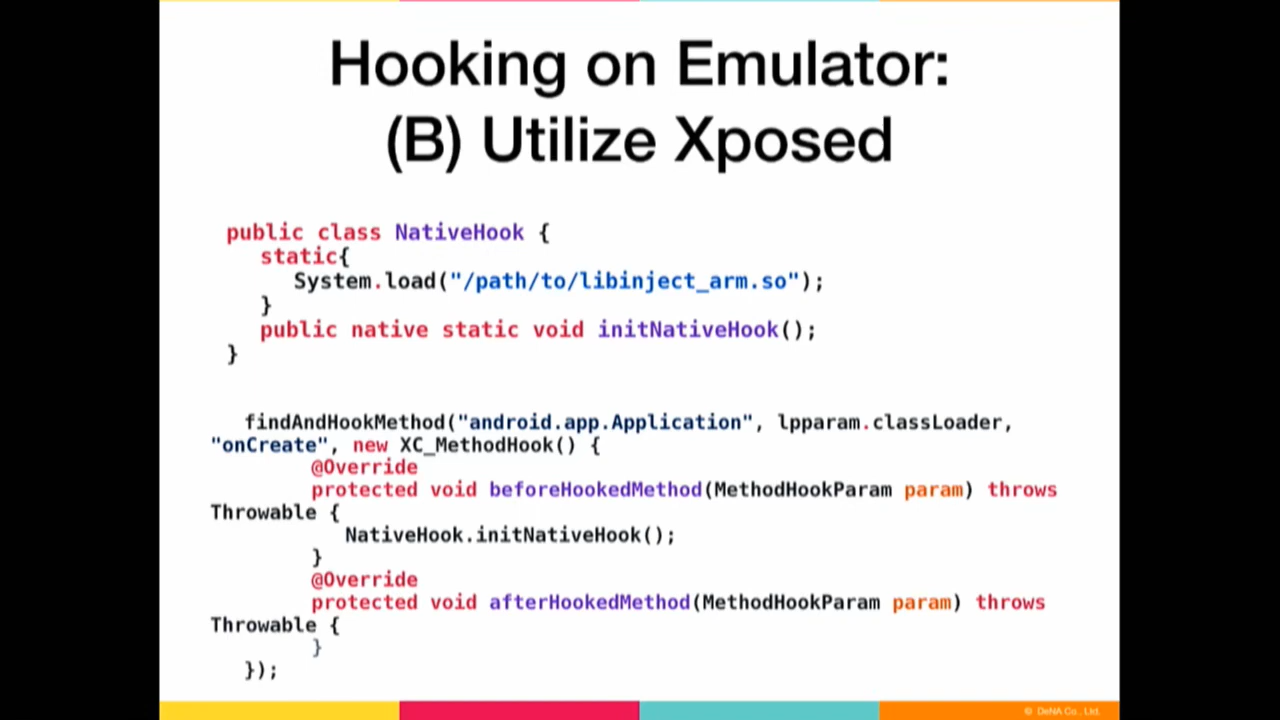 Hooking on Emulator:
(B) Utilize Xposed
public class NativeHook {
static{
System.load("/path/to/libinject_arm.so");
}
public native static void initNativeHook();
}
findAndHookMethod("android.app.Application", lpparam.classLoader,
"onCreate", new XC_MethodHook() {
@Override
protected void beforeHookedMethod(MethodHookParam param) throws
Throwable {
NativeHook.initNativeHook();
}
@Override
protected void afterHookedMethod(MethodHookParam param) throws
Throwable {
}
});
© DeNA Co., Ltd.